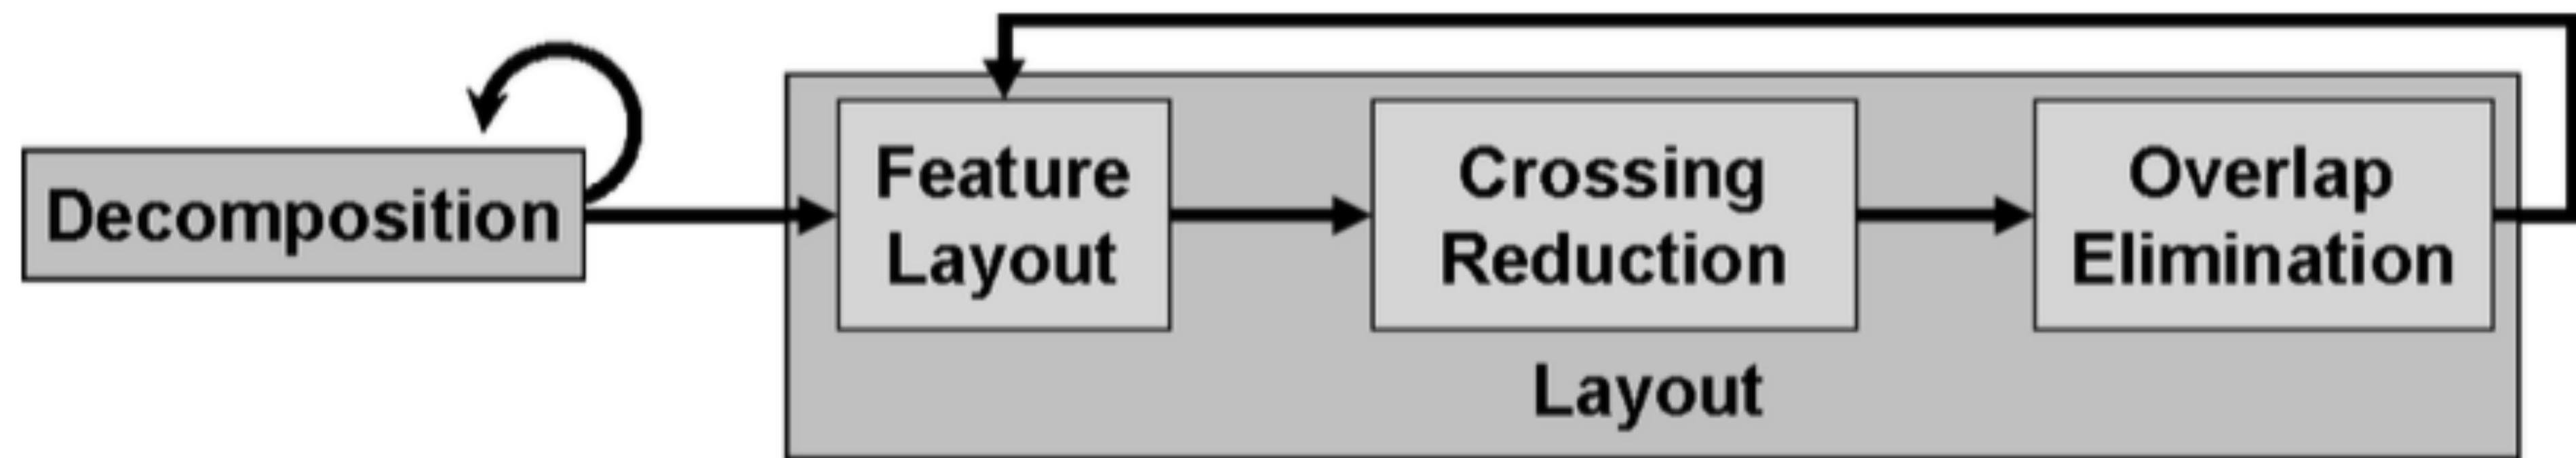 Decomposition
Feature
Layout
Crossing
Reduction
Overlap
Elimination
Layout